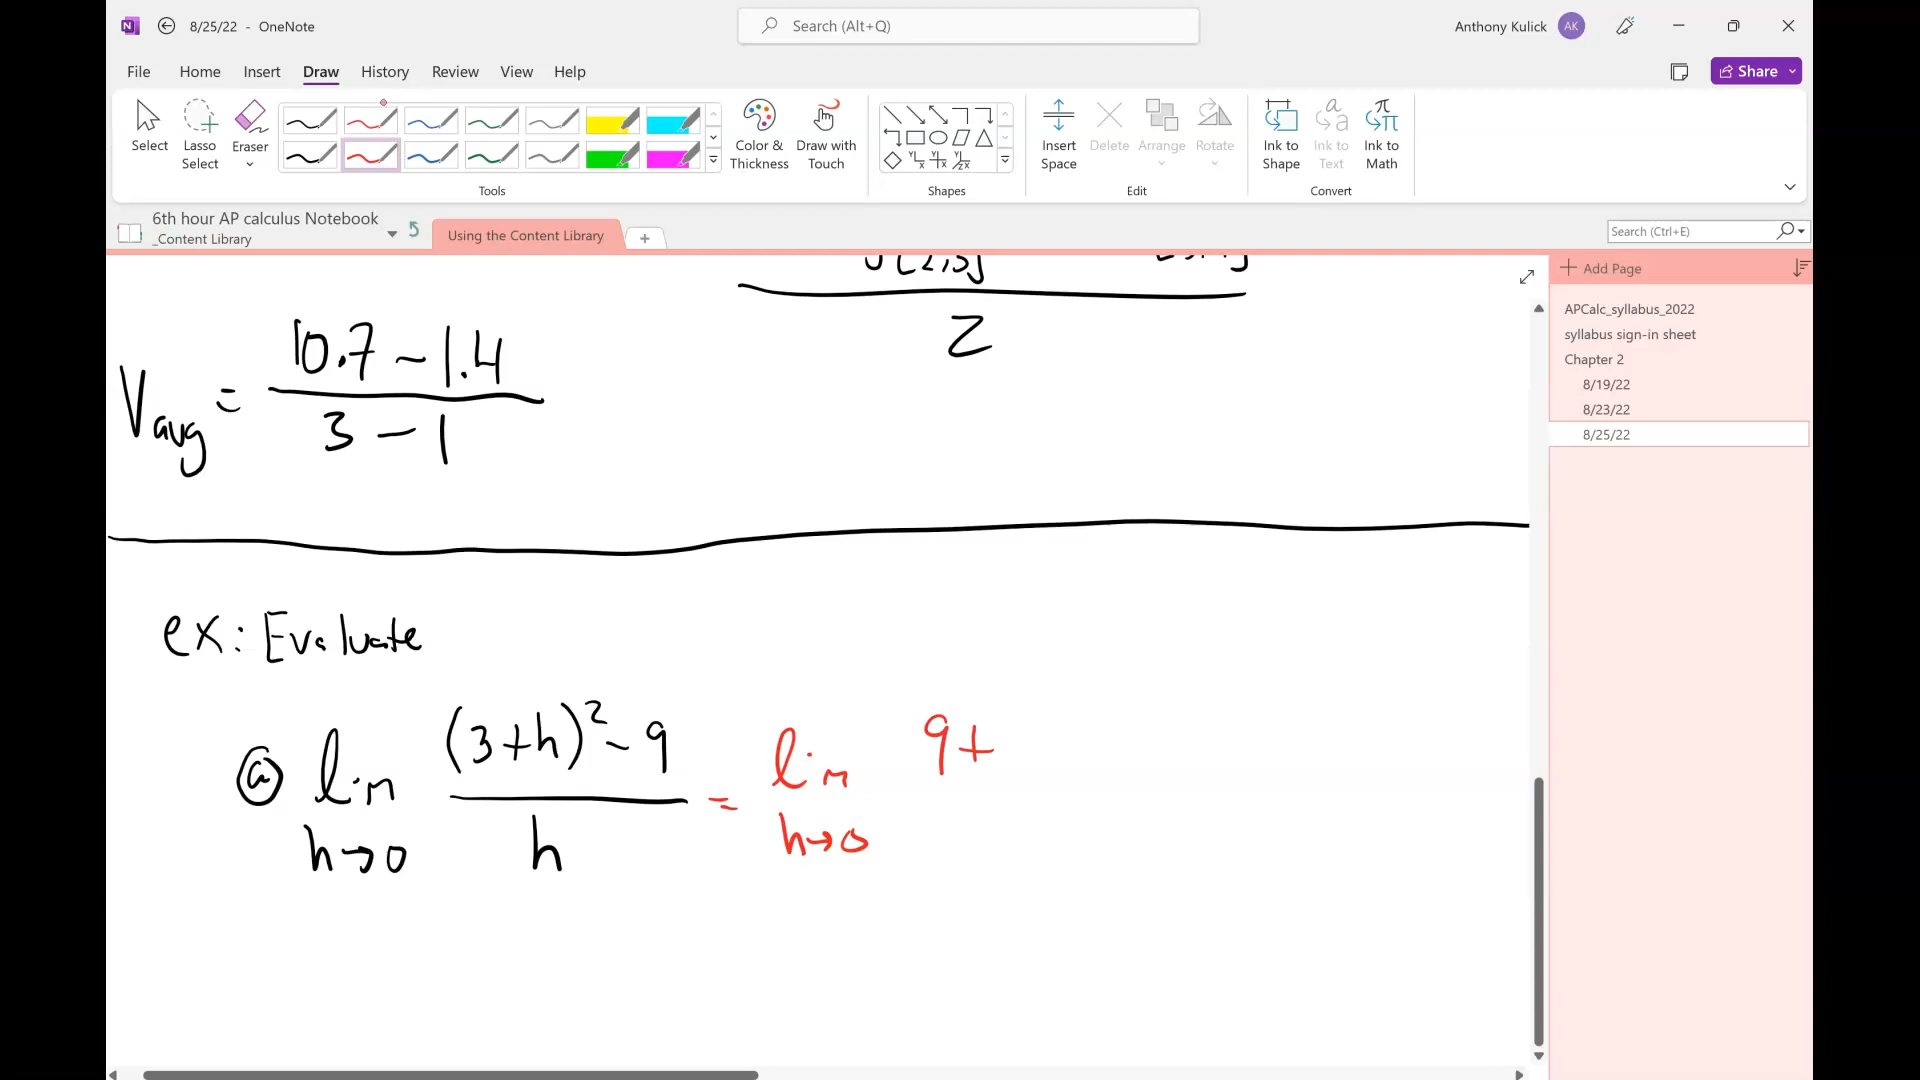 8/25/22 - OneNote
Search (Alt+Q)
Anthony Kulick AK
File Home Insert Draw History Review View Help
Share
Select
Lasso Select
Eraser
Color & Thickness
Draw with Touch
Insert Space
Delete
Arrange
Rotate
Ink to Shape
Ink to Text
Ink to Math
Tools
Shapes
Edit
Convert
6th hour AP calculus Notebook
_Content Library
Using the Content Library
Search (Ctrl+E)
Add Page
APCalc_syllabus_2022
syllabus sign-in sheet
Chapter 2
8/19/22
8/23/22
8/25/22
2
10.7 - 1.4
Vavg =
3 - 1
ex: Evaluate
(3+h)² - 9
9+
ⓐ lim
= lim
h→0
h
h→0